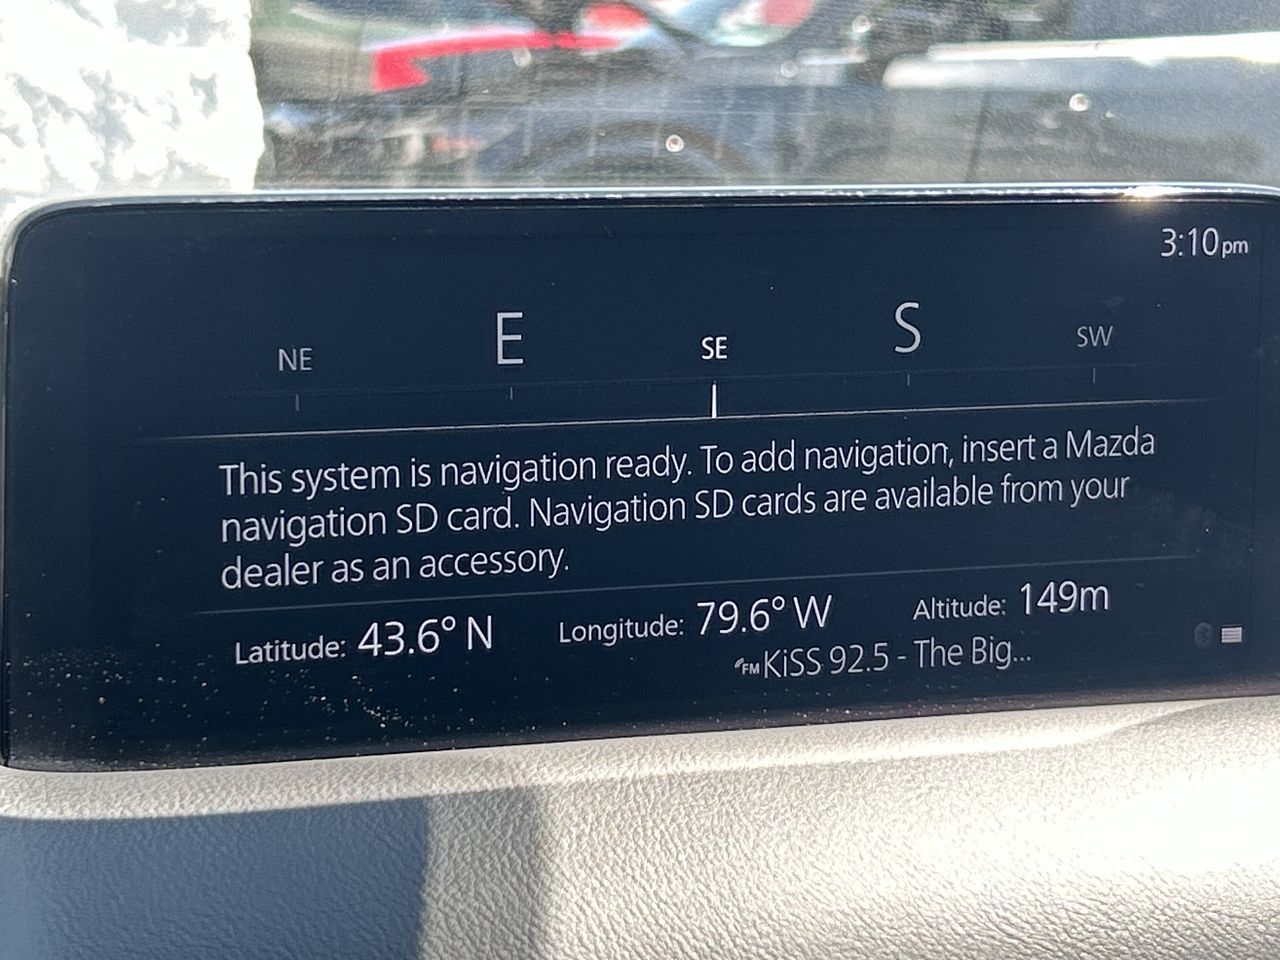 3:10pm
NE E SE S SW
This system is navigation ready. To add navigation, insert a Mazda
navigation SD card. Navigation SD cards are available from your
dealer as an accessory.
Latitude: 43.6° N Longitude: 79.6° W Altitude: 149m
FM KiSS 92.5 - The Big...